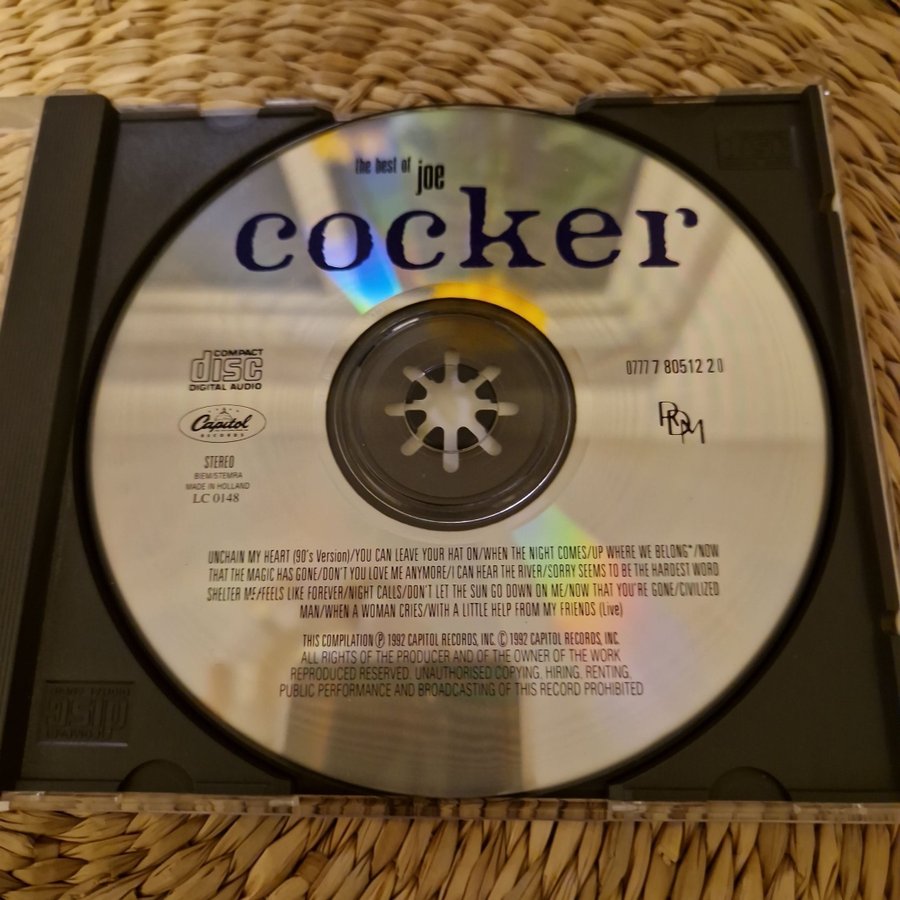 the best of joe
cocker
COMPACT
disc
DIGITAL AUDIO
0777 7 80512 2 0
Capitol
RECORDS
PRDM
STEREO
BIEM/STEMRA
MADE IN HOLLAND
LC 0148
UNCHAIN MY HEART (90's Version)/YOU CAN LEAVE YOUR HAT ON/WHEN THE NIGHT COMES/UP WHERE WE BELONG*/NOW
THAT THE MAGIC HAS GONE/DON'T YOU LOVE ME ANYMORE/I CAN HEAR THE RIVER/SORRY SEEMS TO BE THE HARDEST WORD
SHELTER ME/FEELS LIKE FOREVER/NIGHT CALLS/DON'T LET THE SUN GO DOWN ON ME/NOW THAT YOU'RE GONE/CIVILIZED
MAN/WHEN A WOMAN CRIES/WITH A LITTLE HELP FROM MY FRIENDS (Live)
THIS COMPILATION ℗ 1992 CAPITOL RECORDS, INC. © 1992 CAPITOL RECORDS, INC.
ALL RIGHTS OF THE PRODUCER AND OF THE OWNER OF THE WORK
REPRODUCED RESERVED. UNAUTHORISED COPYING, HIRING, RENTING,
PUBLIC PERFORMANCE AND BROADCASTING OF THIS RECORD PROHIBITED
disc